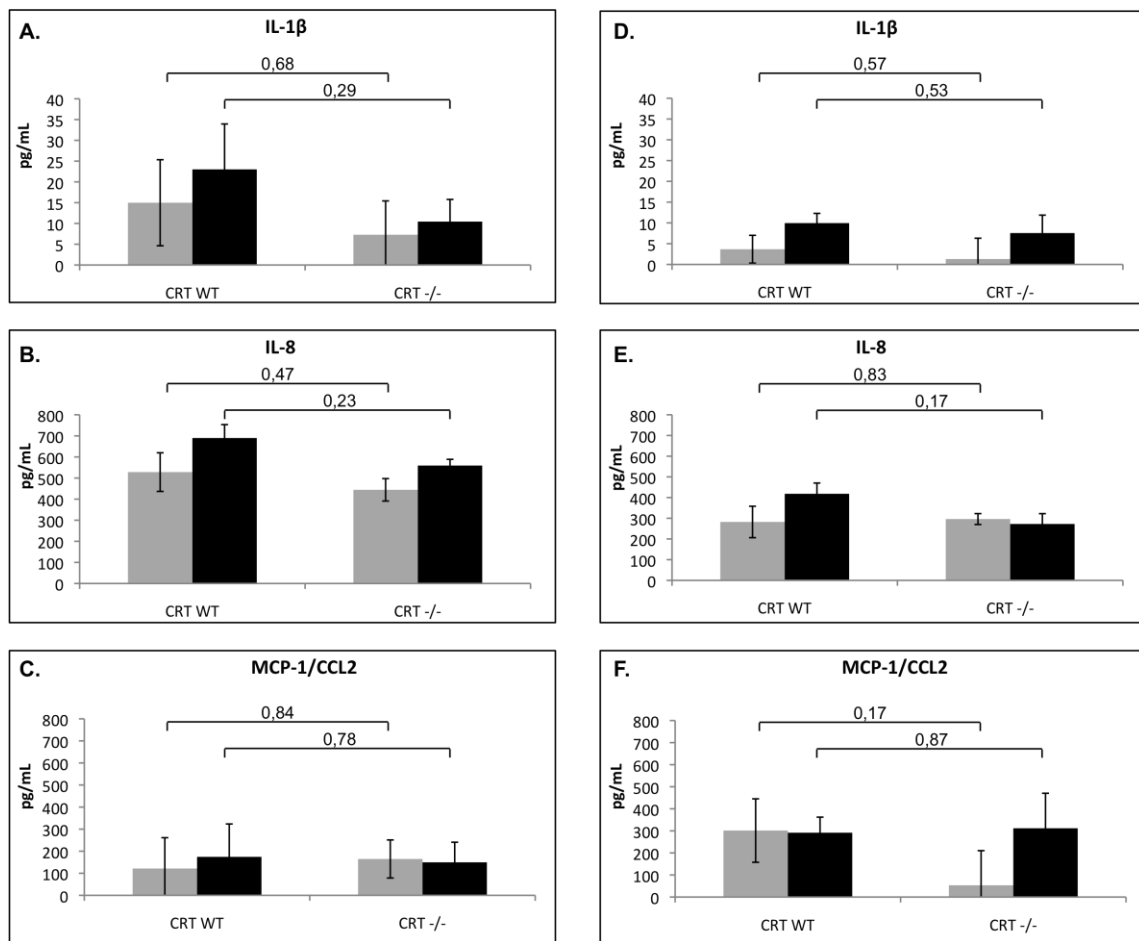 A.
IL-1β
0,68
0,29
40
35
30
25
20
15
10
5
0
pg/mL
CRT WT
CRT -/-
D.
IL-1β
0,57
0,53
40
35
30
25
20
15
10
5
0
pg/mL
CRT WT
CRT -/-
B.
IL-8
0,47
0,23
800
700
600
500
400
300
200
100
0
pg/mL
CRT WT
CRT -/-
E.
IL-8
0,83
0,17
800
700
600
500
400
300
200
100
0
pg/mL
CRT WT
CRT -/-
C.
MCP-1/CCL2
0,84
0,78
800
700
600
500
400
300
200
100
0
pg/mL
CRT WT
CRT -/-
F.
MCP-1/CCL2
0,17
0,87
800
700
600
500
400
300
200
100
0
pg/mL
CRT WT
CRT -/-